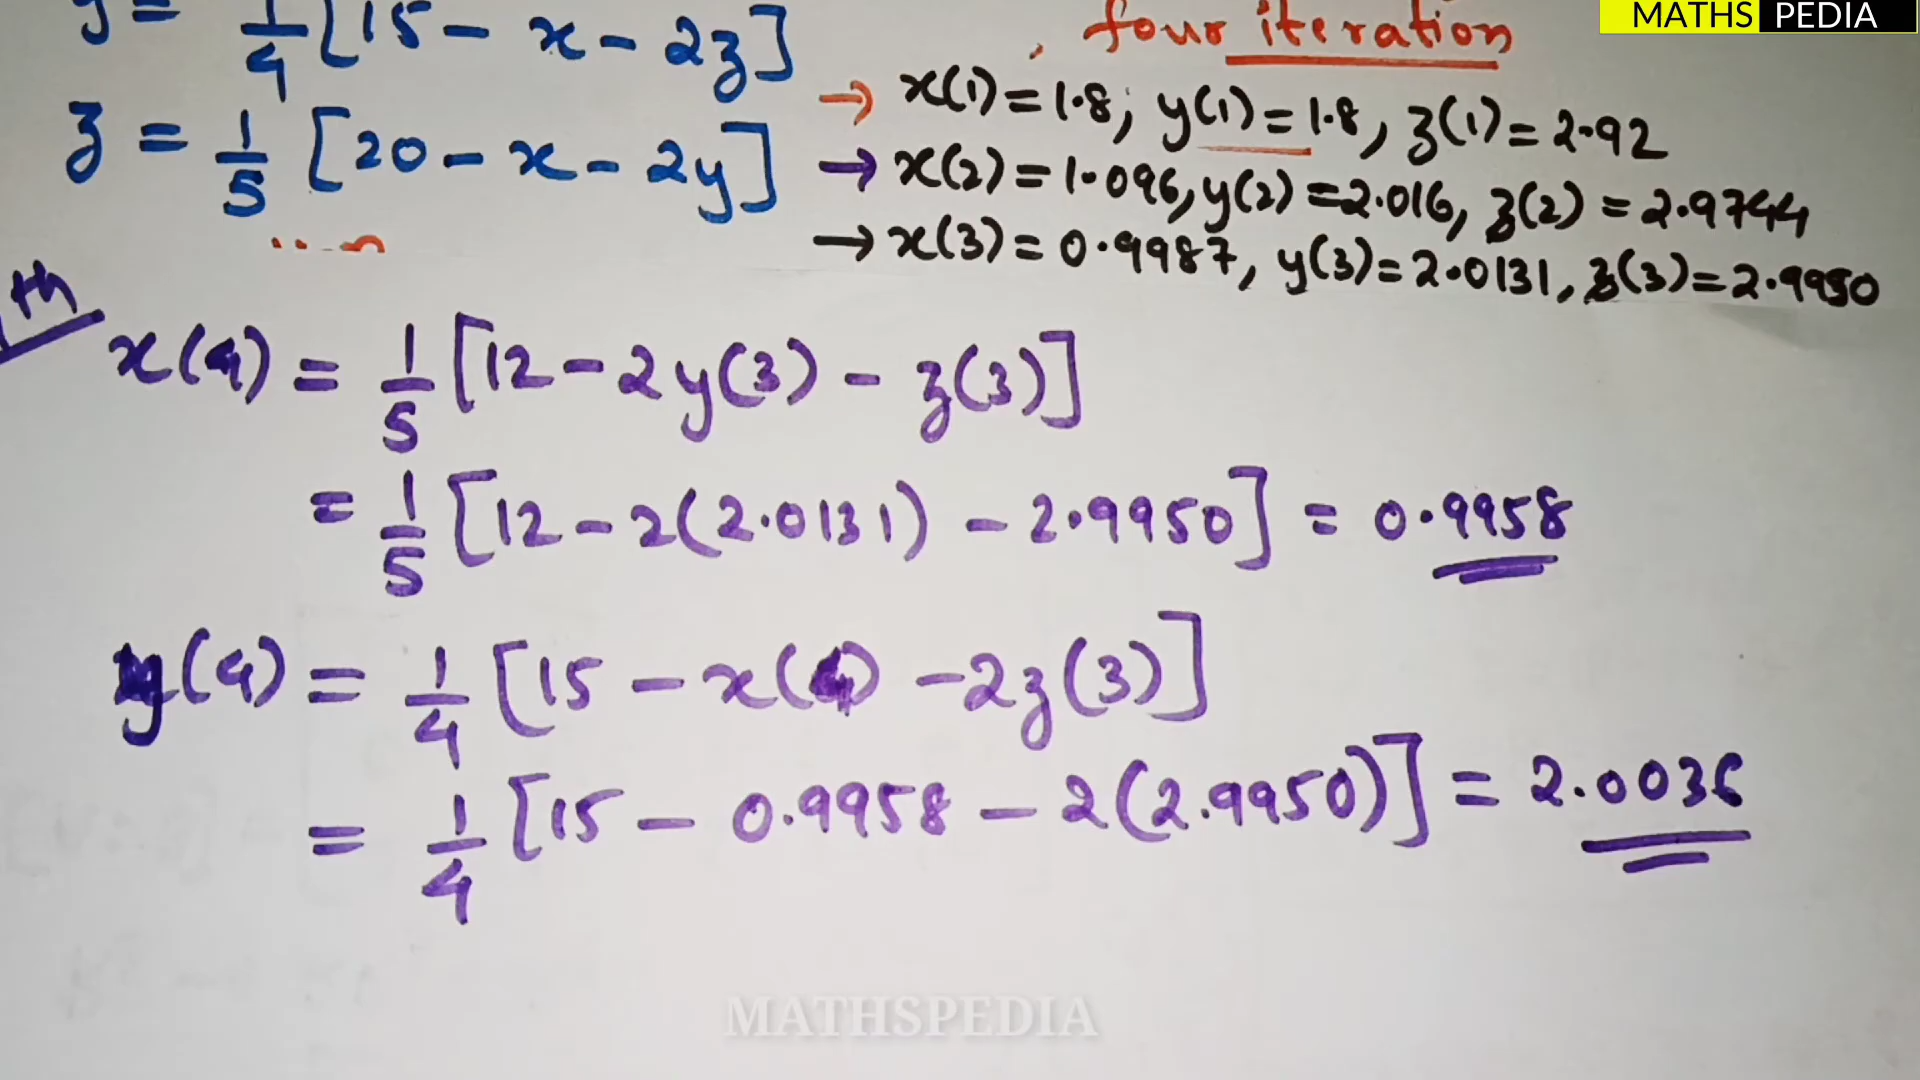 MATHS PEDIA
y = 1/4 [15 - x - 2z]
four iteration
z = 1/5 [20 - x - 2y]
→ x(1) = 1.8; y(1) = 1.8, z(1) = 2.92
→ x(2) = 1.096, y(2) = 2.016, z(2) = 2.9744
→ x(3) = 0.9987, y(3) = 2.0131, z(3) = 2.9950
th
x(4) = 1/5 [12 - 2y(3) - z(3)]
= 1/5 [12 - 2(2.0131) - 2.9950] = 0.9958
y(4) = 1/4 [15 - x(4) - 2z(3)]
= 1/4 [15 - 0.9958 - 2(2.9950)] = 2.0036
MATHSPEDIA